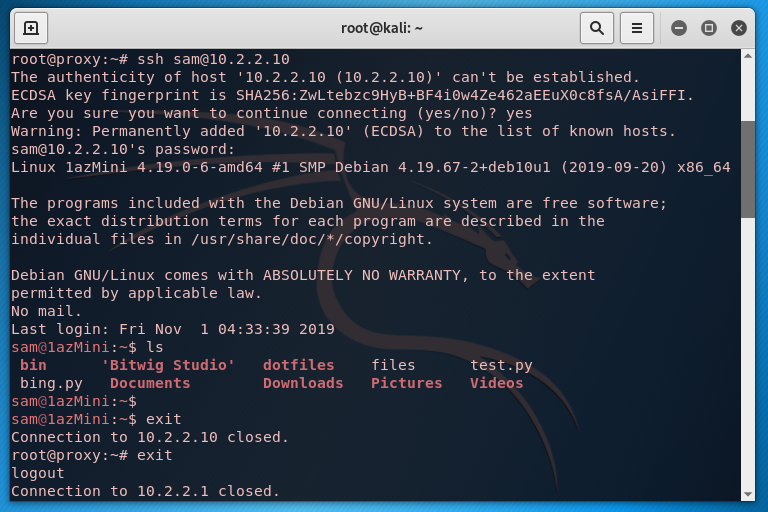 root@kali: ~
root@proxy:~# ssh sam@10.2.2.10
The authenticity of host '10.2.2.10 (10.2.2.10)' can't be established.
ECDSA key fingerprint is SHA256:ZwLtebzc9HyB+BF4i0w4Ze462aEEuX0c8fsA/AsiFFI.
Are you sure you want to continue connecting (yes/no)? yes
Warning: Permanently added '10.2.2.10' (ECDSA) to the list of known hosts.
sam@10.2.2.10's password:
Linux 1azMini 4.19.0-6-amd64 #1 SMP Debian 4.19.67-2+deb10u1 (2019-09-20) x86_64
The programs included with the Debian GNU/Linux system are free software;
the exact distribution terms for each program are described in the
individual files in /usr/share/doc/*/copyright.
Debian GNU/Linux comes with ABSOLUTELY NO WARRANTY, to the extent
permitted by applicable law.
No mail.
Last login: Fri Nov  1 04:33:39 2019
sam@1azMini:~$ ls
bin      'Bitwig Studio'   dotfiles    files      test.py
bing.py   Documents        Downloads   Pictures   Videos
sam@1azMini:~$
sam@1azMini:~$ exit
Connection to 10.2.2.10 closed.
root@proxy:~# exit
logout
Connection to 10.2.2.1 closed.